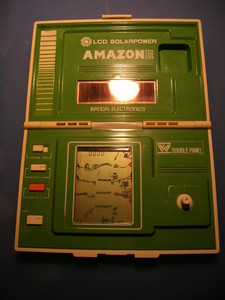 LCD SOLARPOWER
AMAZONE
BANDAI ELECTRONICS
W DOUBLE PANEL